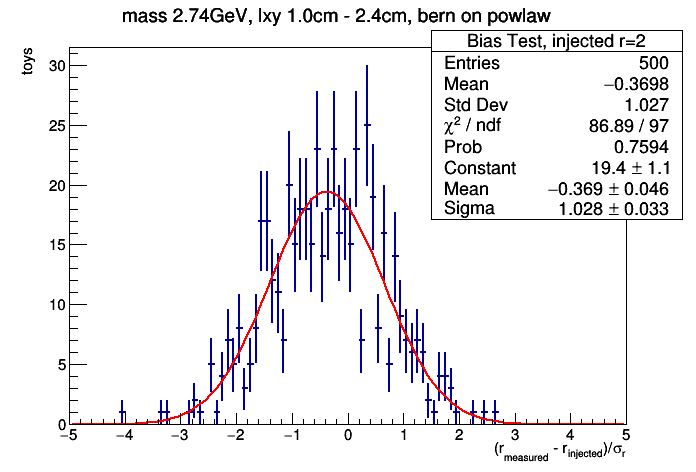 mass 2.74GeV, lxy 1.0cm - 2.4cm, bern on powlaw
Bias Test, injected r=2
Entries 500
Mean −0.3698
Std Dev 1.027
χ² / ndf 86.89 / 97
Prob 0.7594
Constant 19.4 ± 1.1
Mean −0.369 ± 0.046
Sigma 1.028 ± 0.033
toys
30
25
20
15
10
5
0
−5 −4 −3 −2 −1 0 1 2 3 4 5
(r_measured - r_injected)/σ_r